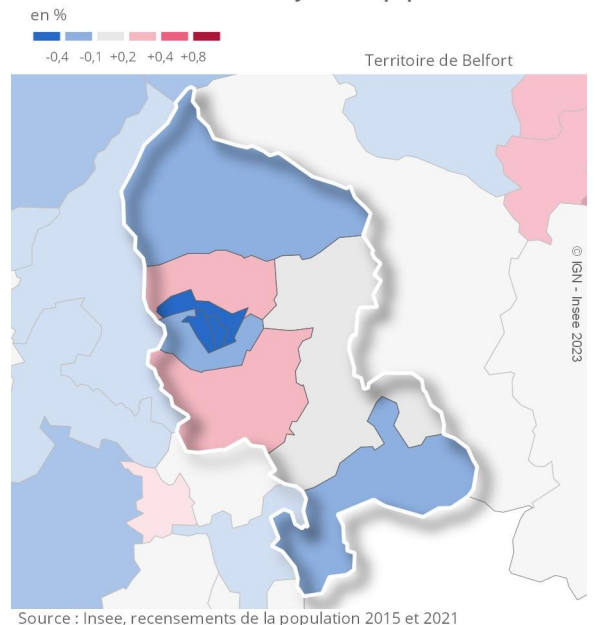 en %
-0,4 -0,1 +0,2 +0,4 +0,8
Territoire de Belfort
© IGN - Insee 2023
Source : Insee, recensements de la population 2015 et 2021